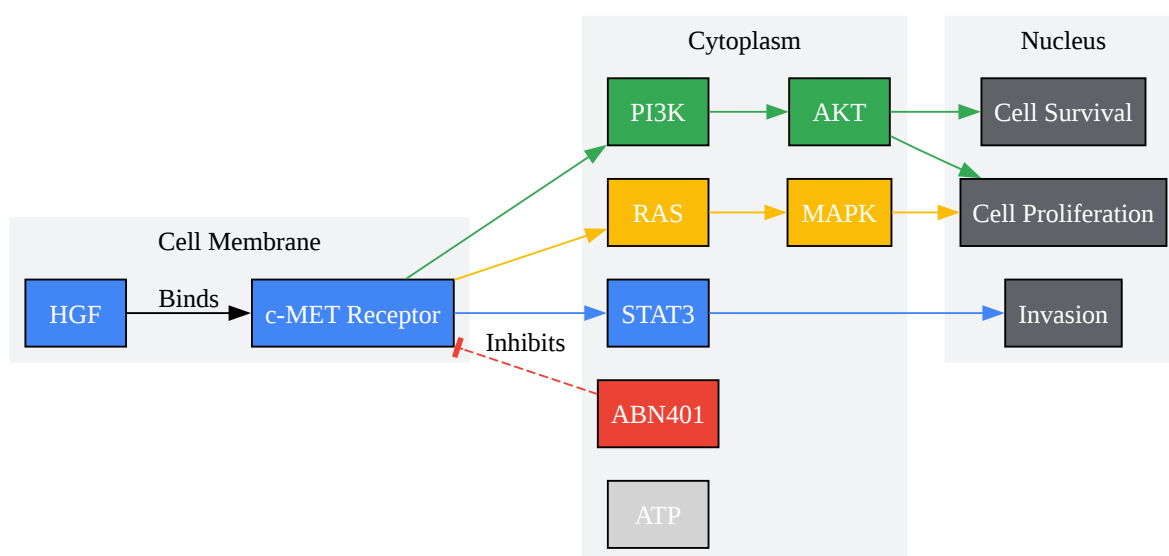 Cytoplasm
Nucleus
PI3K
AKT
Cell Survival
RAS
MAPK
Cell Proliferation
Cell Membrane
HGF
Binds
c-MET Receptor
STAT3
Invasion
Inhibits
ABN401
ATP